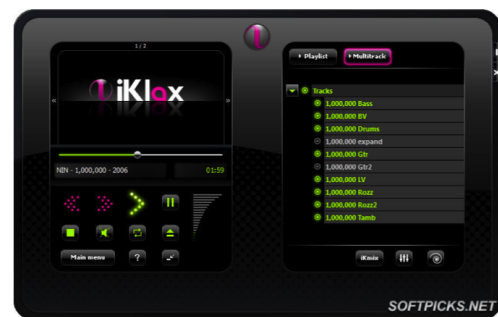 1 / 2
iKlax
NIN - 1,000,000 - 2006
01:59
Main menu
?
Playlist
Multitrack
Tracks
1,000,000 Bass
1,000,000 BV
1,000,000 Drums
1,000,000 expand
1,000,000 Gtr
1,000,000 Gtr2
1,000,000 LV
1,000,000 Rozz
1,000,000 Rozz2
1,000,000 Tamb
iKmix
SOFTPICKS.NET